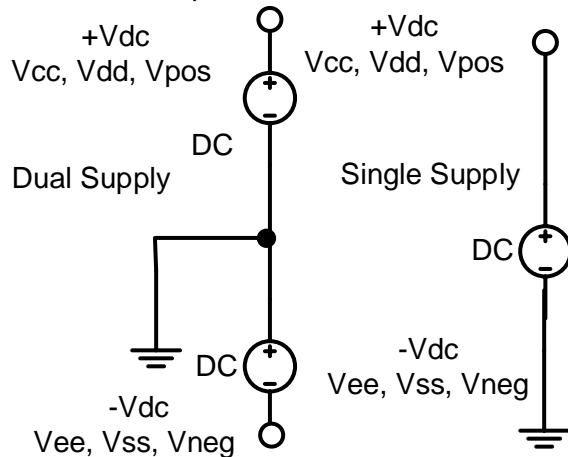 +Vdc
Vcc, Vdd, Vpos
DC
Dual Supply
DC
-Vdc
Vee, Vss, Vneg
+Vdc
Vcc, Vdd, Vpos
Single Supply
DC
-Vdc
Vee, Vss, Vneg